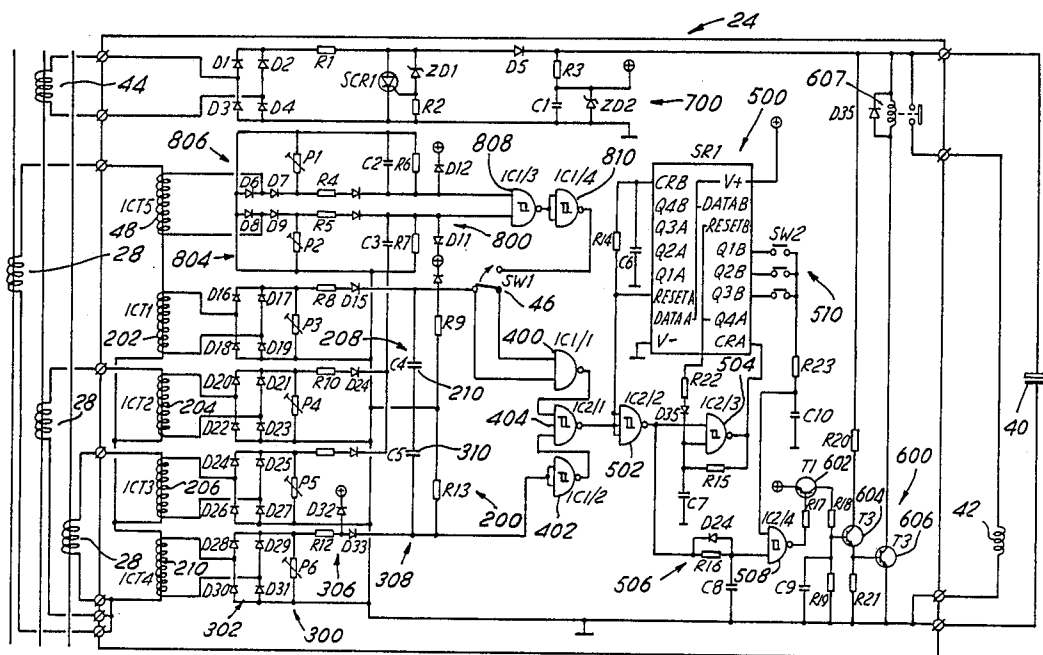 24
44
D1 D2 R1 D5 R3 607
SCR1 ZD1 R2 C1 ZD2 700 D35
D3 D4
806 P1 C2 R6 D12 808 810 500
IC1/3 IC1/4 SR1
ICT5 D6 D7 R4
48 D8 D9 R5 800
28 804 P2 C3 R7 D11
SW1 46
CRB V+
Q4B DATAB
Q3A RESETB
Q2A Q1B SW2
Q1A Q2B
RESETA Q3B 510
DATAA Q4A
V- CRA
R14 C6
ICT1 D16 D17 R8 D15 R9
202 P3 208 400 IC1/1
D18 D19 C4 504 R23
28 D20 D21 R10 D24 210 R22
ICT2 204 P4 404 IC2/1 IC2/2 D35 IC2/3 C10
D22 D23 C5 310 502 R20
ICT3 D24 D25 IC1/2 R15 T1 602 600 40
206 P5 R13 200 402 C7
D26 D27 D32 R17 R18 604
28 D28 D29 R12 D33 D24 IC2/4 T3 606 42
ICT4 210 P6 306 308 506 R16 508 T3
D30 D31 C8 C9 R19 R21
302 300